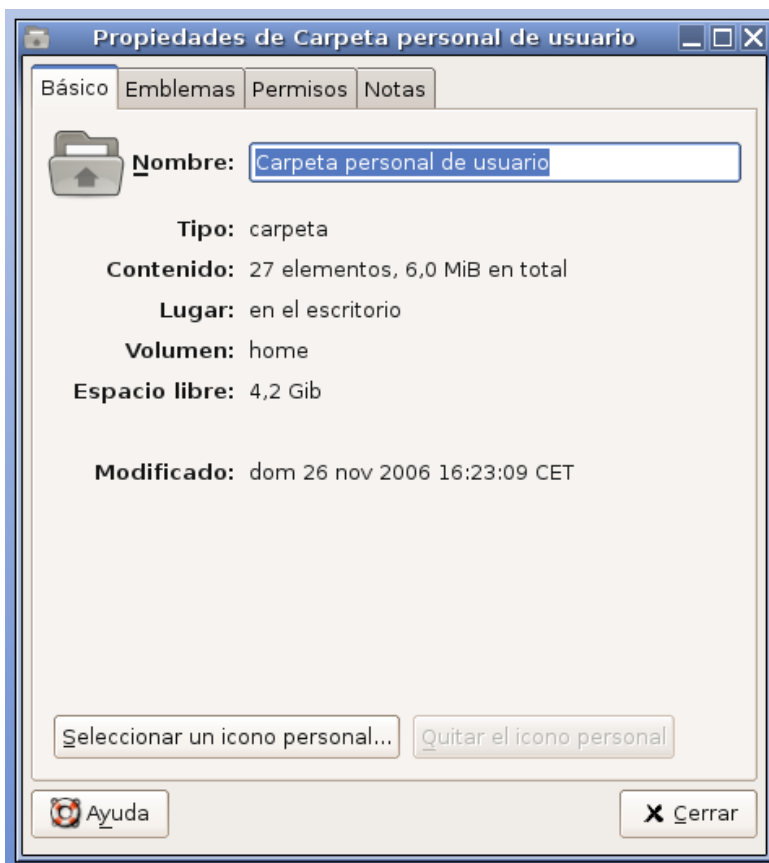 Propiedades de Carpeta personal de usuario
Básico Emblemas Permisos Notas
Nombre: Carpeta personal de usuario
Tipo: carpeta
Contenido: 27 elementos, 6,0 MiB en total
Lugar: en el escritorio
Volumen: home
Espacio libre: 4,2 Gib
Modificado: dom 26 nov 2006 16:23:09 CET
Seleccionar un icono personal... Quitar el icono personal
Ayuda Cerrar